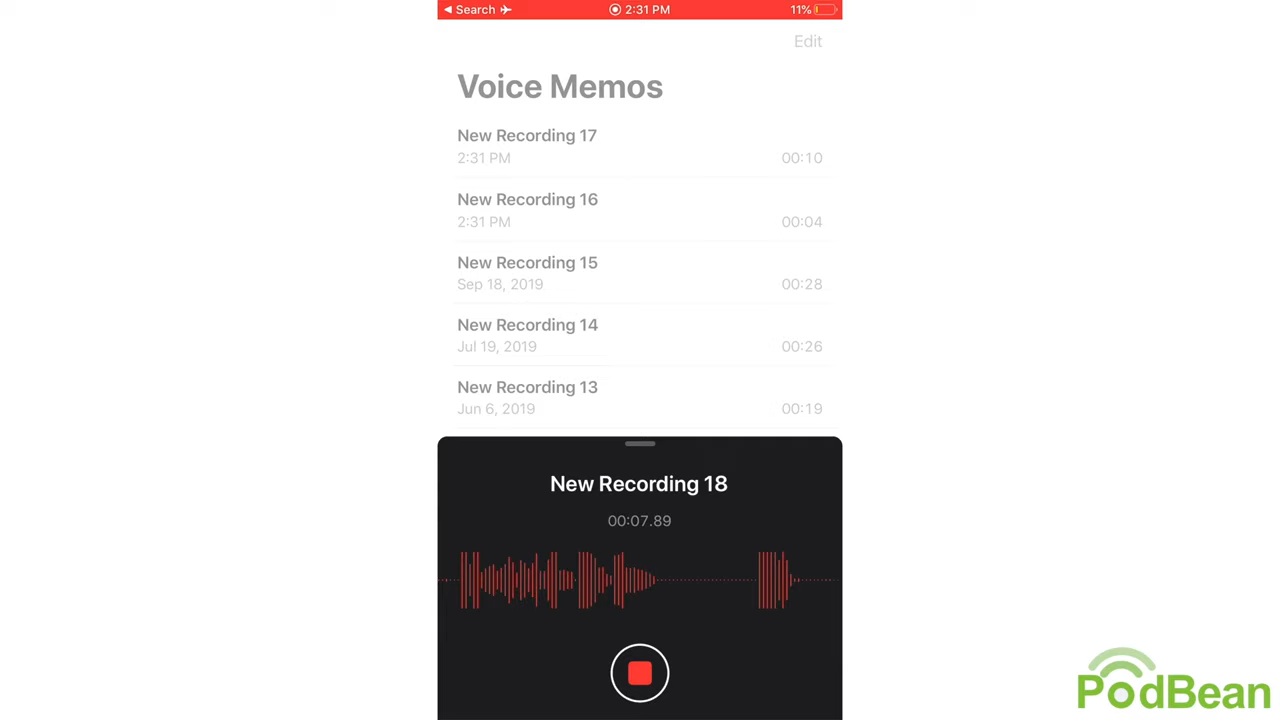 Search 2:31 PM 11%
Edit
Voice Memos
New Recording 17
2:31 PM 00:10
New Recording 16
2:31 PM 00:04
New Recording 15
Sep 18, 2019 00:28
New Recording 14
Jul 19, 2019 00:26
New Recording 13
Jun 6, 2019 00:19
New Recording 18
00:07.89
PodBean